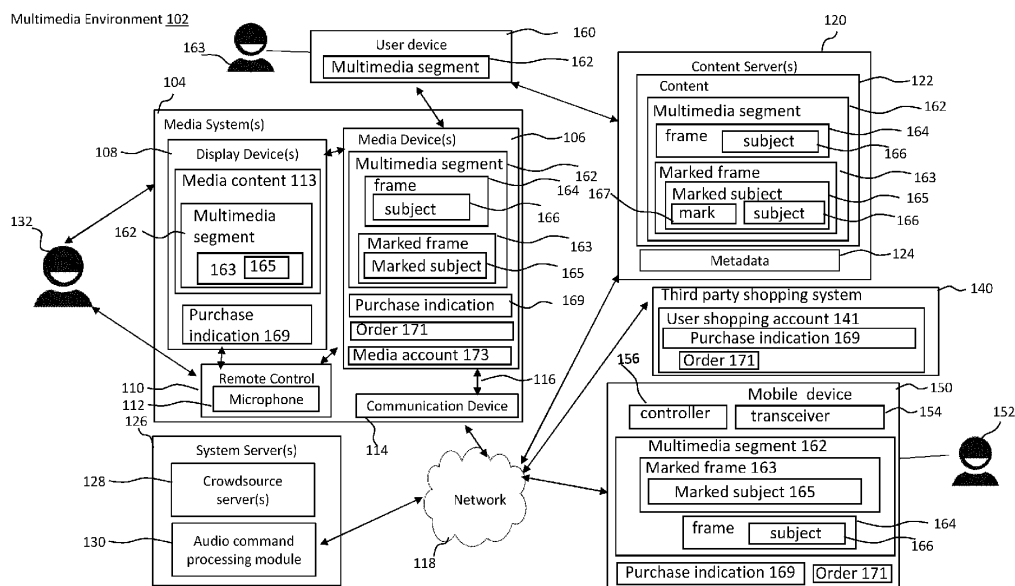 Multimedia Environment 102
163
User device
Multimedia segment
160
162
104
Media System(s)
108
Display Device(s)
Media content 113
Multimedia
segment
162
163
165
Purchase
indication 169
Media Device(s)
106
Multimedia segment
162
frame
164
subject
166
Marked frame
163
Marked subject
165
Purchase indication
169
Order 171
Media account 173
110
Remote Control
112
Microphone
116
Communication Device
114
132
126
System Server(s)
128
Crowdsource
server(s)
130
Audio command
processing module
Network
118
120
Content Server(s)
122
Content
Multimedia segment
162
frame
164
subject
166
Marked frame
163
Marked subject
165
167
mark
subject
166
Metadata
124
140
Third party shopping system
User shopping account 141
Purchase indication 169
Order 171
156
Mobile device
150
controller
transceiver
154
152
Multimedia segment 162
Marked frame 163
Marked subject 165
frame
subject
164
166
Purchase indication 169
Order 171